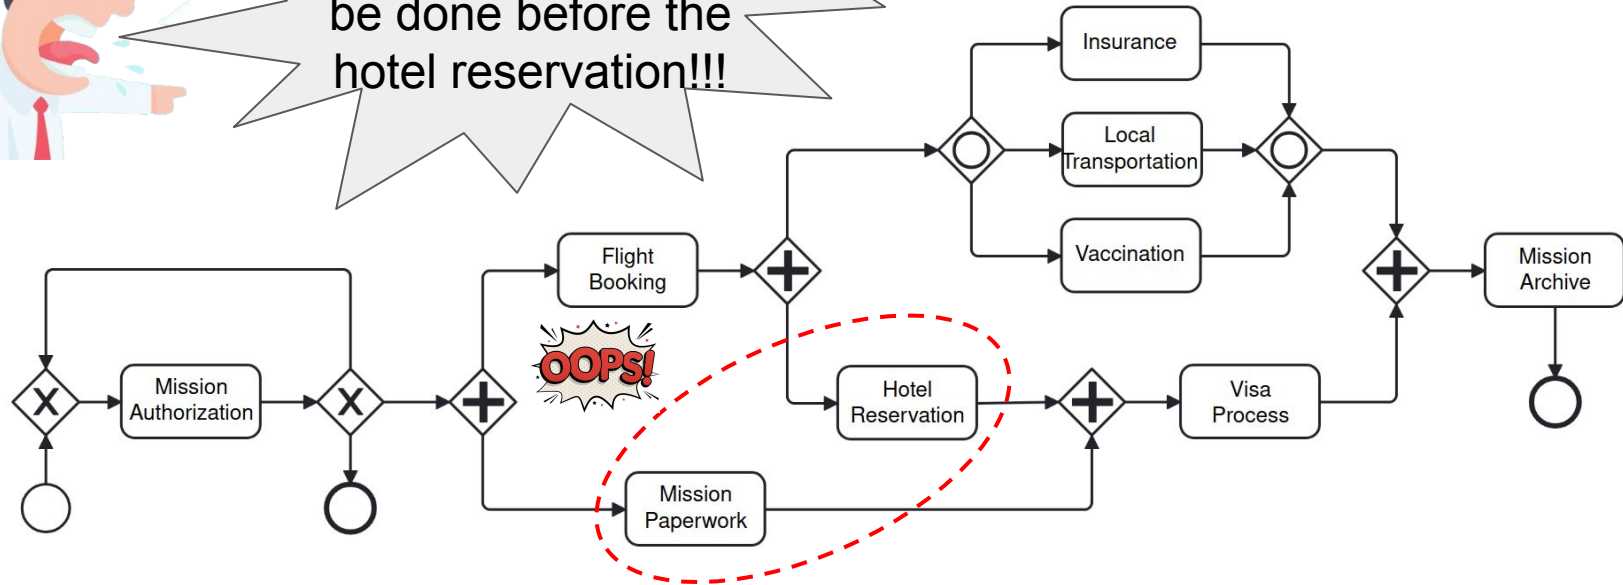 be done before the
hotel reservation!!!
Insurance
Local
Transportation
Vaccination
Flight
Booking
Mission
Archive
OOPS!
Mission
Authorization
Hotel
Reservation
Visa
Process
Mission
Paperwork